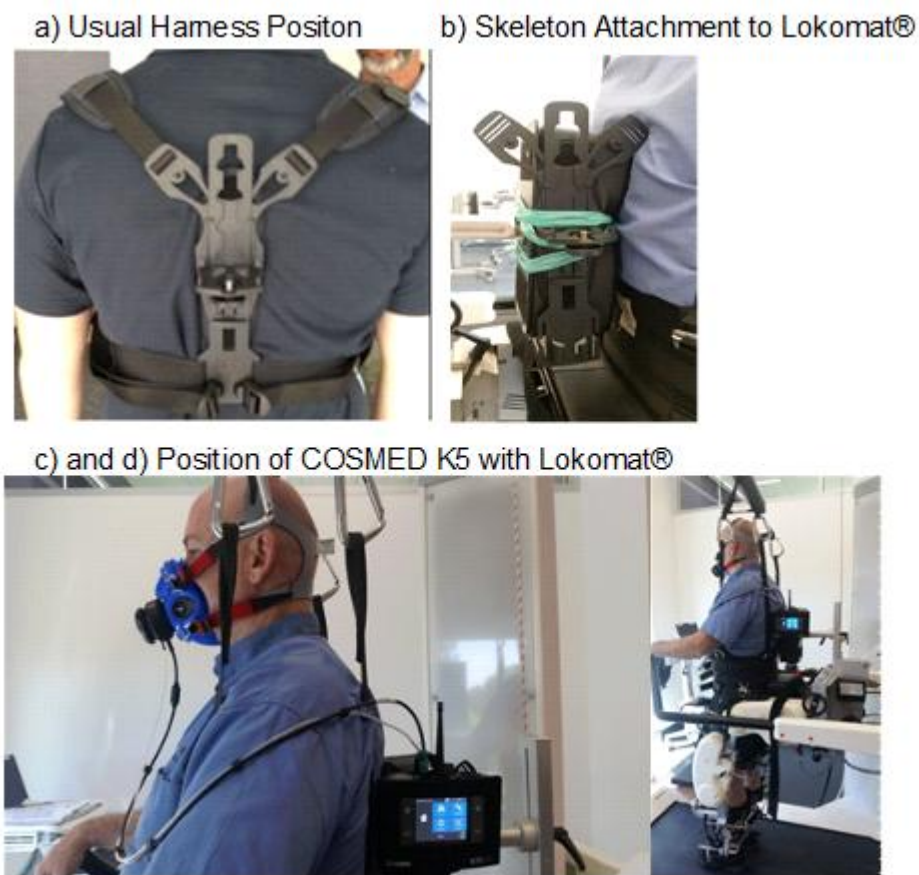 a) Usual Harness Positon
b) Skeleton Attachment to Lokomat®
c) and d) Position of COSMED K5 with Lokomat®